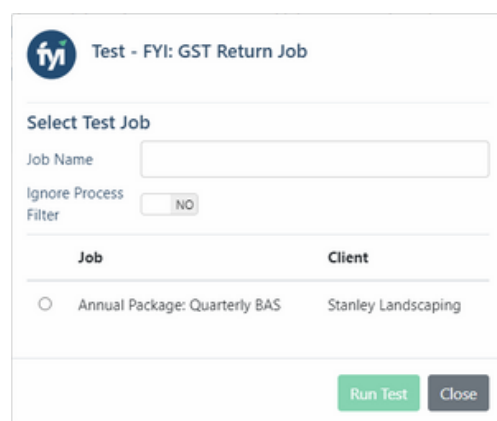 fyi Test - FYI: GST Return Job
Select Test Job
Job Name
Ignore Process
Filter NO
Job Client
Annual Package: Quarterly BAS Stanley Landscaping
Run Test Close